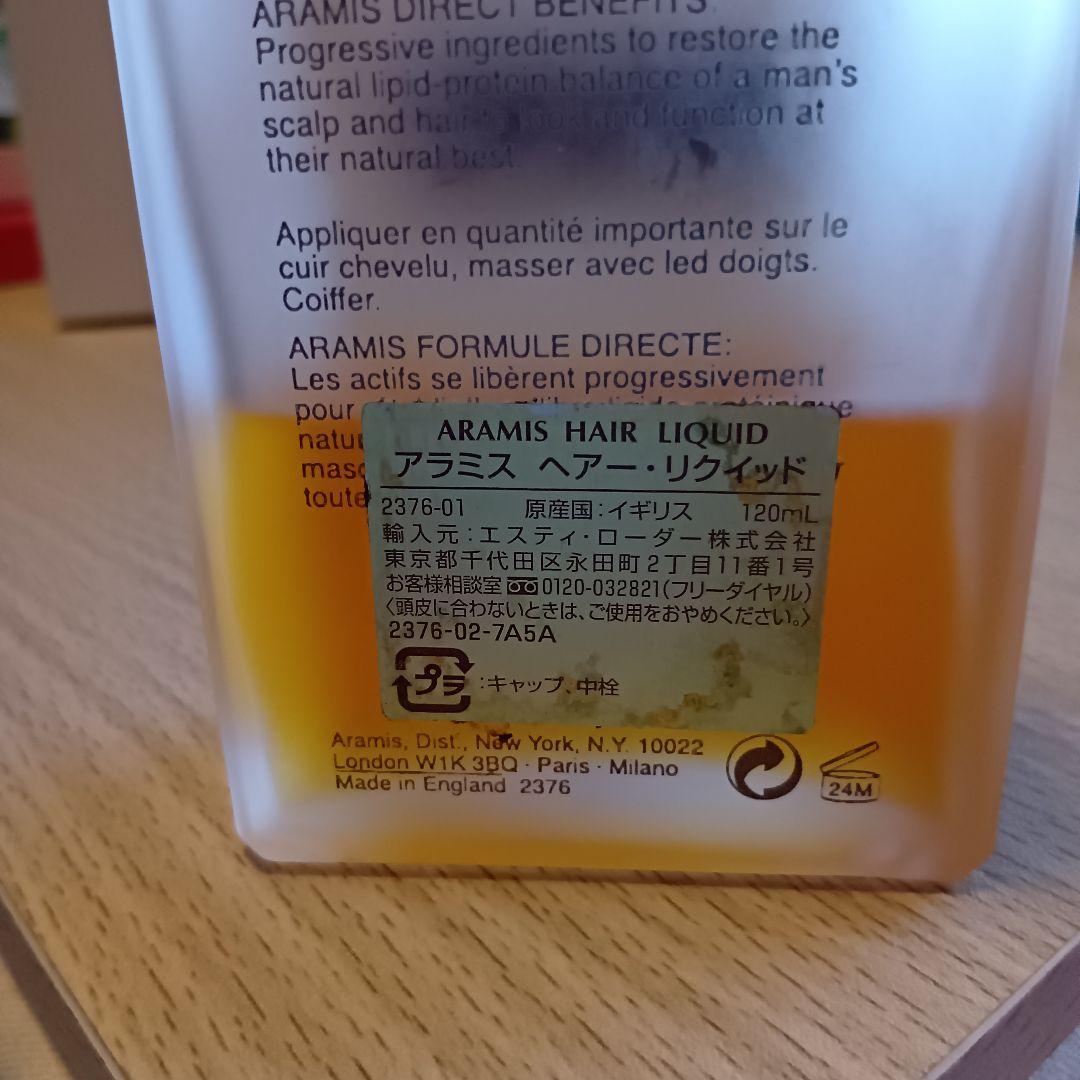 ARAMIS DIRECT BENEFITS:
Progressive ingredients to restore the
natural lipid-protein balance of a man's
scalp and hair to look and function at
their natural best.
Appliquer en quantité importante sur le
cuir chevelu, masser avec led doigts.
Coiffer.
ARAMIS FORMULE DIRECTE:
Les actifs se libèrent progressivement
pour
ARAMIS HAIR LIQUID
アラミス ヘアー・リクイッド
2376-01 原産国:イギリス 120mL
輸入元:エスティ・ローダー株式会社
東京都千代田区永田町2丁目11番1号
お客様相談室 0120-032821(フリーダイヤル)
〈頭皮に合わないときは、ご使用をおやめください。〉
2376-02-7A5A
プラ :キャップ、中栓
Aramis, Dist., New York, N.Y. 10022
London W1K 3BQ · Paris · Milano
Made in England 2376
24M